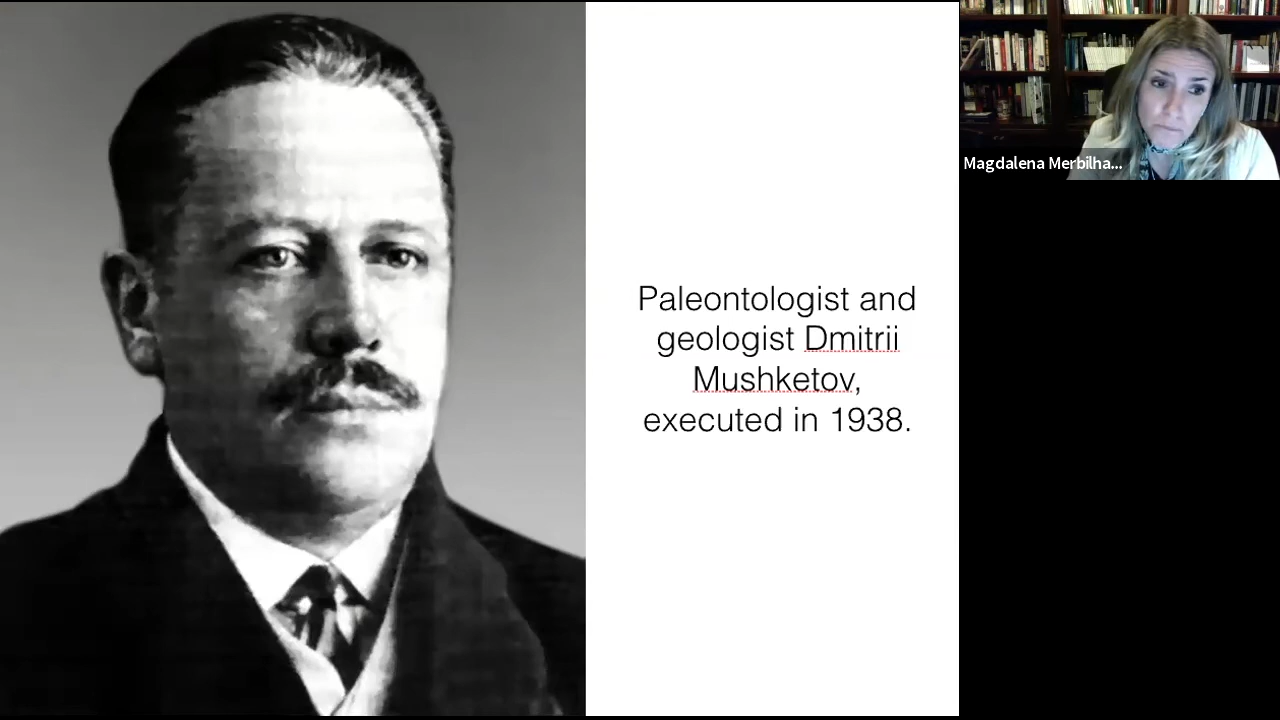 Paleontologist and
geologist Dmitrii
Mushketov,
executed in 1938.
Magdalena Merbilha...